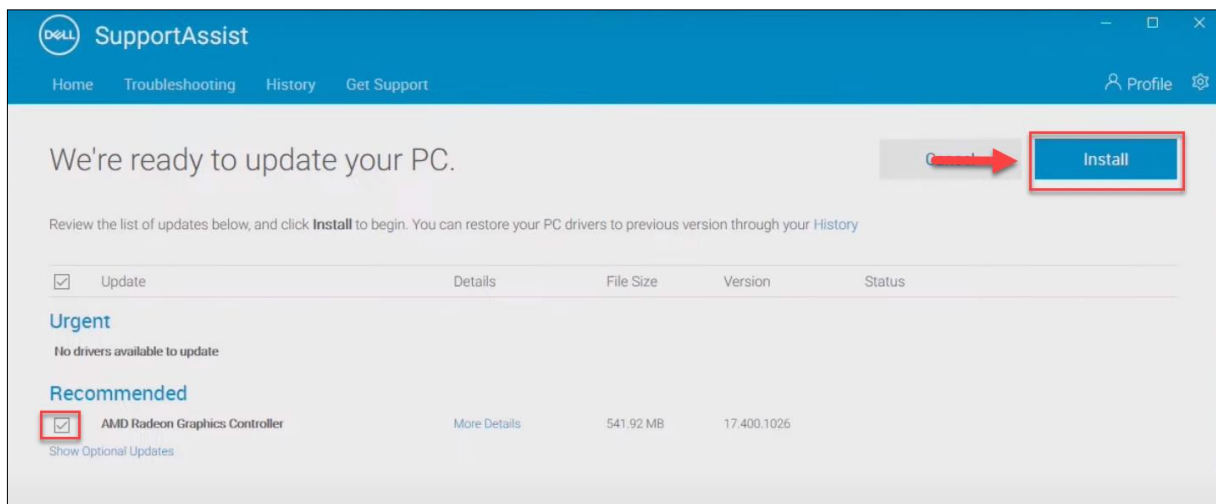 DELL SupportAssist
Home Troubleshooting History Get Support Profile
We're ready to update your PC.
Cancel Install
Review the list of updates below, and click Install to begin. You can restore your PC drivers to previous version through your History
Update Details File Size Version Status
Urgent
No drivers available to update
Recommended
AMD Radeon Graphics Controller More Details 541.92 MB 17.400.1026
Show Optional Updates